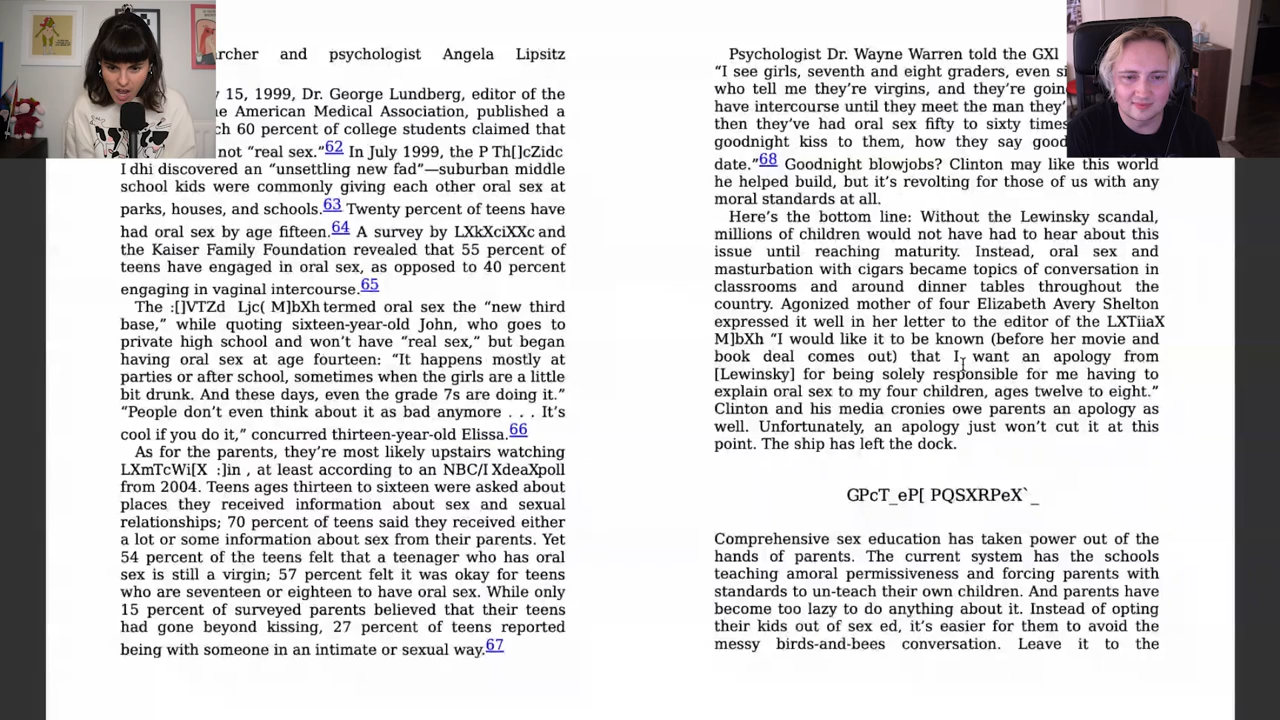 rcher and psychologist Angela Lipsitz
15, 1999, Dr. George Lundberg, editor of the
American Medical Association, published a
ch 60 percent of college students claimed that
not “real sex.”62 In July 1999, the P Th[]cZidc
I dhi discovered an “unsettling new fad”—suburban middle
school kids were commonly giving each other oral sex at
parks, houses, and schools.63 Twenty percent of teens have
had oral sex by age fifteen.64 A survey by LXkXciXXc and
the Kaiser Family Foundation revealed that 55 percent of
teens have engaged in oral sex, as opposed to 40 percent
engaging in vaginal intercourse.65
The :[]VTZd Ljc( M]bXh termed oral sex the “new third
base,” while quoting sixteen-year-old John, who goes to
private high school and won’t have “real sex,” but began
having oral sex at age fourteen: “It happens mostly at
parties or after school, sometimes when the girls are a little
bit drunk. And these days, even the grade 7s are doing it.”
“People don’t even think about it as bad anymore . . . It’s
cool if you do it,” concurred thirteen-year-old Elissa.66
As for the parents, they’re most likely upstairs watching
LXmTcWi[X :]in , at least according to an NBC/I XdeaXpoll
from 2004. Teens ages thirteen to sixteen were asked about
places they received information about sex and sexual
relationships; 70 percent of teens said they received either
a lot or some information about sex from their parents. Yet
54 percent of the teens felt that a teenager who has oral
sex is still a virgin; 57 percent felt it was okay for teens
who are seventeen or eighteen to have oral sex. While only
15 percent of surveyed parents believed that their teens
had gone beyond kissing, 27 percent of teens reported
being with someone in an intimate or sexual way.67
Psychologist Dr. Wayne Warren told the GXl
“I see girls, seventh and eight graders, even si
who tell me they’re virgins, and they’re goin
have intercourse until they meet the man they’
then they’ve had oral sex fifty to sixty times
goodnight kiss to them, how they say good
date.”68 Goodnight blowjobs? Clinton may like this world
he helped build, but it’s revolting for those of us with any
moral standards at all.
Here’s the bottom line: Without the Lewinsky scandal,
millions of children would not have had to hear about this
issue until reaching maturity. Instead, oral sex and
masturbation with cigars became topics of conversation in
classrooms and around dinner tables throughout the
country. Agonized mother of four Elizabeth Avery Shelton
expressed it well in her letter to the editor of the LXTiiaX
M]bXh “I would like it to be known (before her movie and
book deal comes out) that I want an apology from
[Lewinsky] for being solely responsible for me having to
explain oral sex to my four children, ages twelve to eight.”
Clinton and his media cronies owe parents an apology as
well. Unfortunately, an apology just won’t cut it at this
point. The ship has left the dock.
GPcT_eP[ PQSXRPeX`_
Comprehensive sex education has taken power out of the
hands of parents. The current system has the schools
teaching amoral permissiveness and forcing parents with
standards to un-teach their own children. And parents have
become too lazy to do anything about it. Instead of opting
their kids out of sex ed, it’s easier for them to avoid the
messy birds-and-bees conversation. Leave it to the